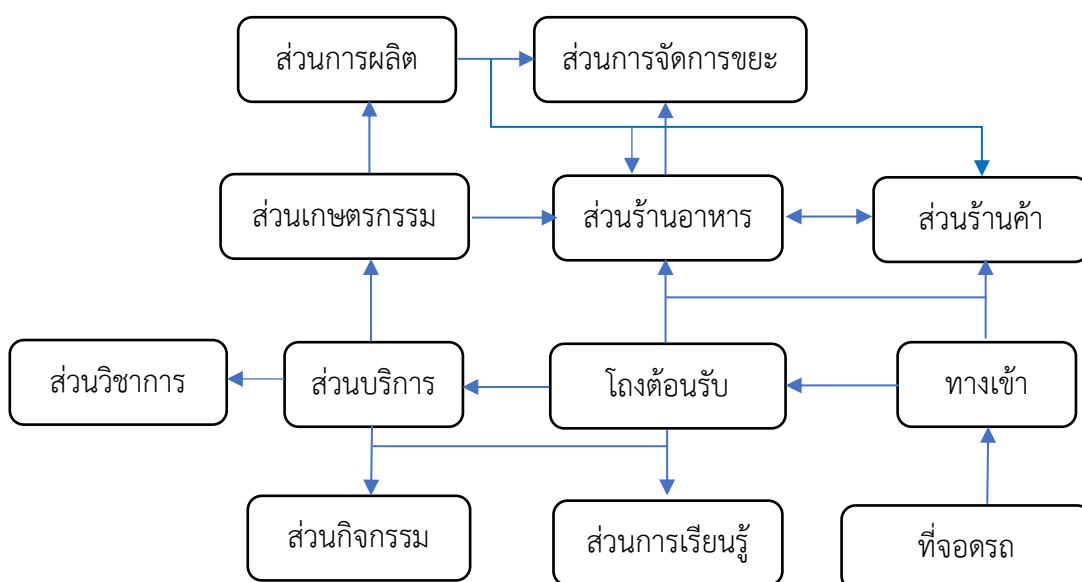 ส่วนการผลิต
ส่วนการจัดการขยะ
ส่วนเกษตรกรรม
ส่วนร้านอาหาร
ส่วนร้านค้า
ส่วนวิชาการ
ส่วนบริการ
โถงต้อนรับ
ทางเข้า
ส่วนกิจกรรม
ส่วนการเรียนรู้
ที่จอดรถ